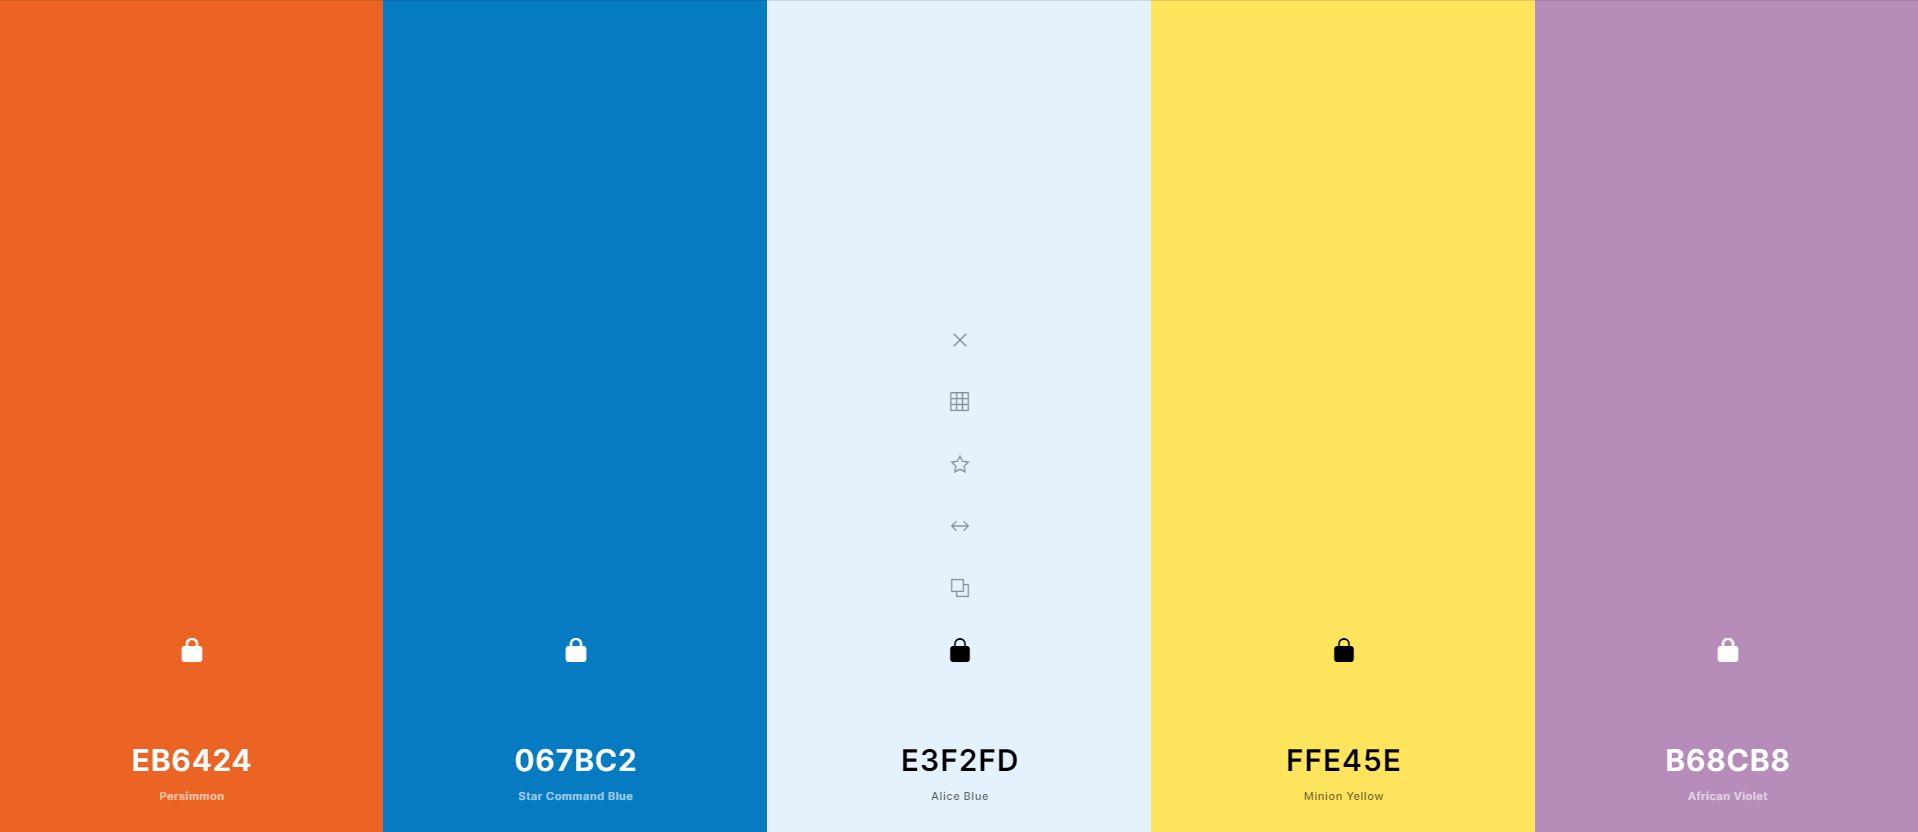 EB6424
Persimmon
067BC2
Star Command Blue
E3F2FD
Alice Blue
FFE45E
Minion Yellow
B68CB8
African Violet